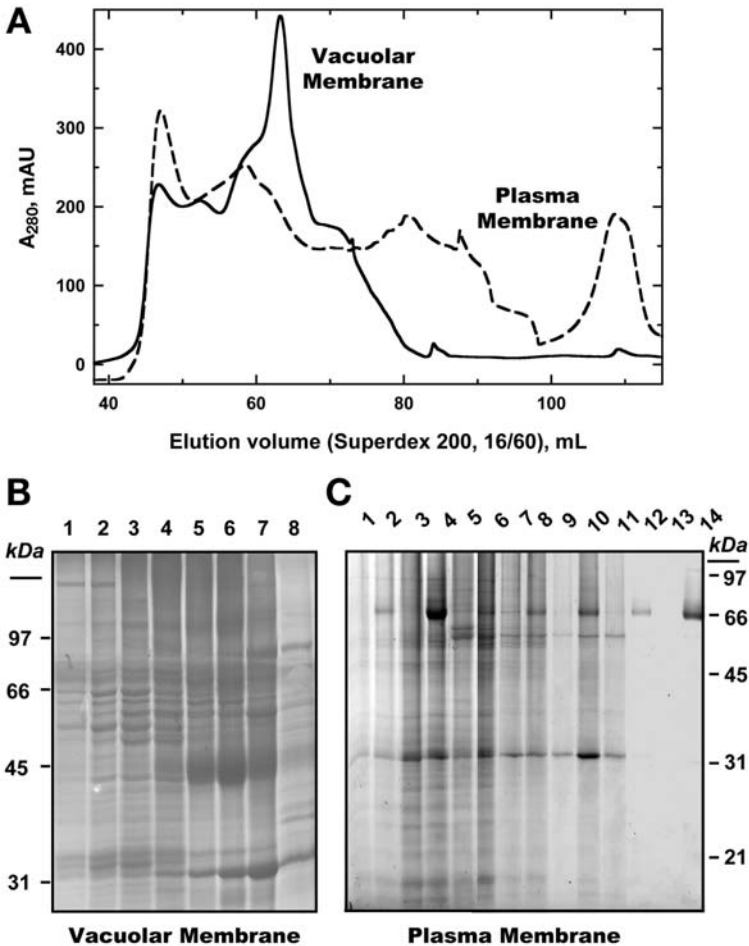 A
400
300
200
100
0
A280, mAU
Vacuolar
Membrane
Plasma
Membrane
40 60 80 100
Elution volume (Superdex 200, 16/60), mL
B
1 2 3 4 5 6 7 8
kDa
97
66
45
31
Vacuolar Membrane
C
1 2 3 4 5 6 7 8 9 10 11 12 13 14
kDa
97
66
45
31
21
Plasma Membrane